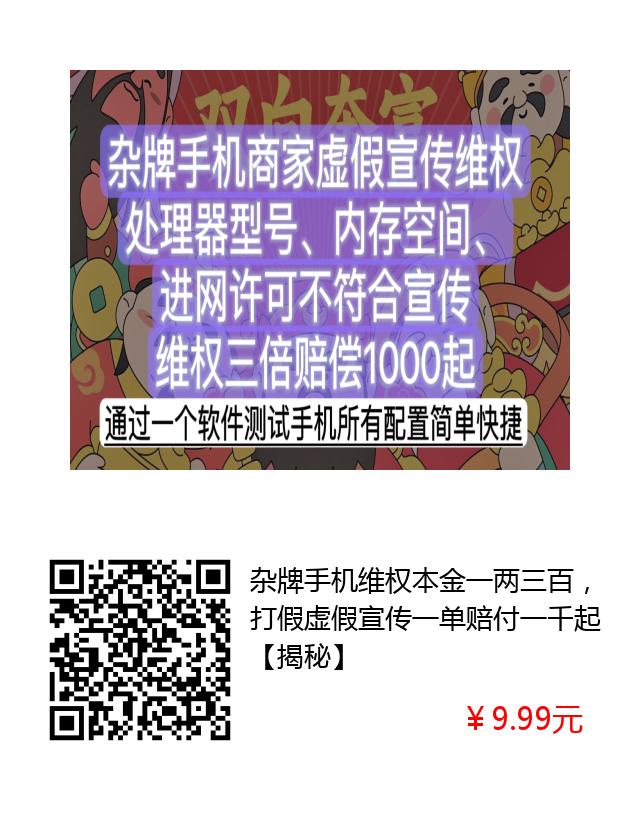 双向奔富
杂牌手机商家虚假宣传维权
处理器型号、内存空间、
进网许可不符合宣传
维权三倍赔偿1000起
通过一个软件测试手机所有配置简单快捷
杂牌手机维权本金一两三百，
打假虚假宣传一单赔付一千起
【揭秘】
￥9.99元